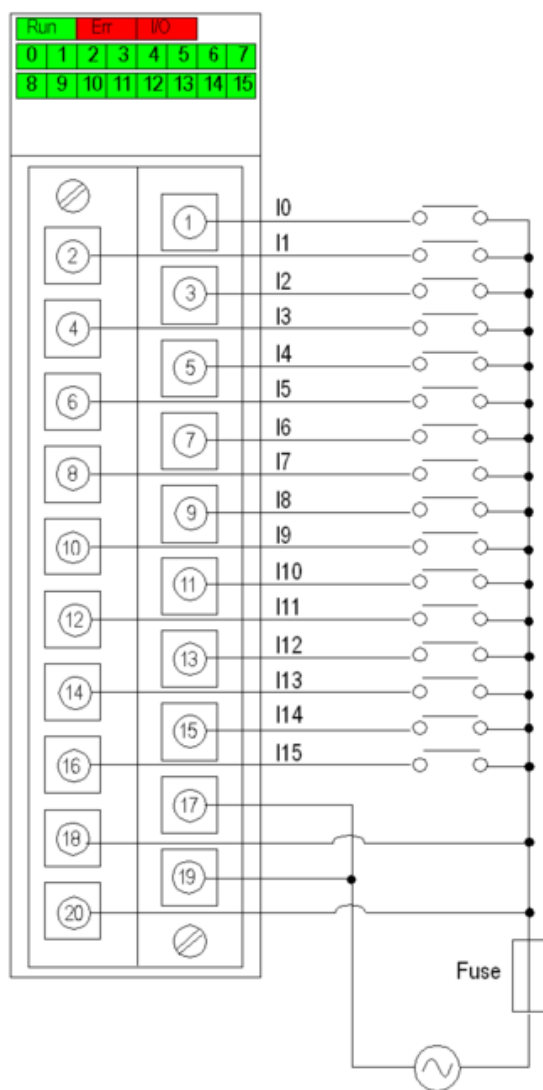 Run Err I/O
0 1 2 3 4 5 6 7
8 9 10 11 12 13 14 15
1 I0
2 I1
3 I2
4 I3
5 I4
6 I5
7 I6
8 I7
9 I8
10 I9
11 I10
12 I11
13 I12
14 I13
15 I14
16 I15
17
18
19
20
Fuse